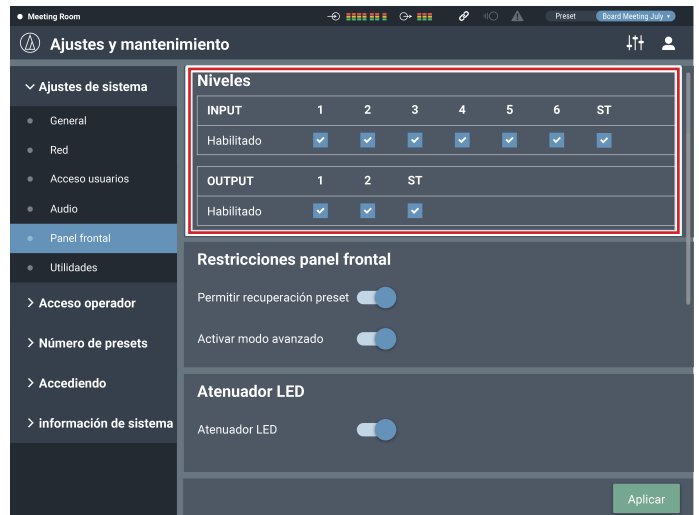 Meeting Room
Preset
Board Meeting July
Ajustes y mantenimiento
Ajustes de sistema
General
Red
Acceso usuarios
Audio
Panel frontal
Utilidades
Acceso operador
Número de presets
Accediendo
información de sistema
Niveles
INPUT 1 2 3 4 5 6 ST
Habilitado
OUTPUT 1 2 ST
Habilitado
Restricciones panel frontal
Permitir recuperación preset
Activar modo avanzado
Atenuador LED
Atenuador LED
Aplicar